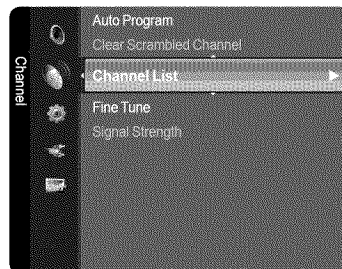 Channel
Auto Program
Clear Scrambled Channel
Channel List
Fine Tune
Signal Strength